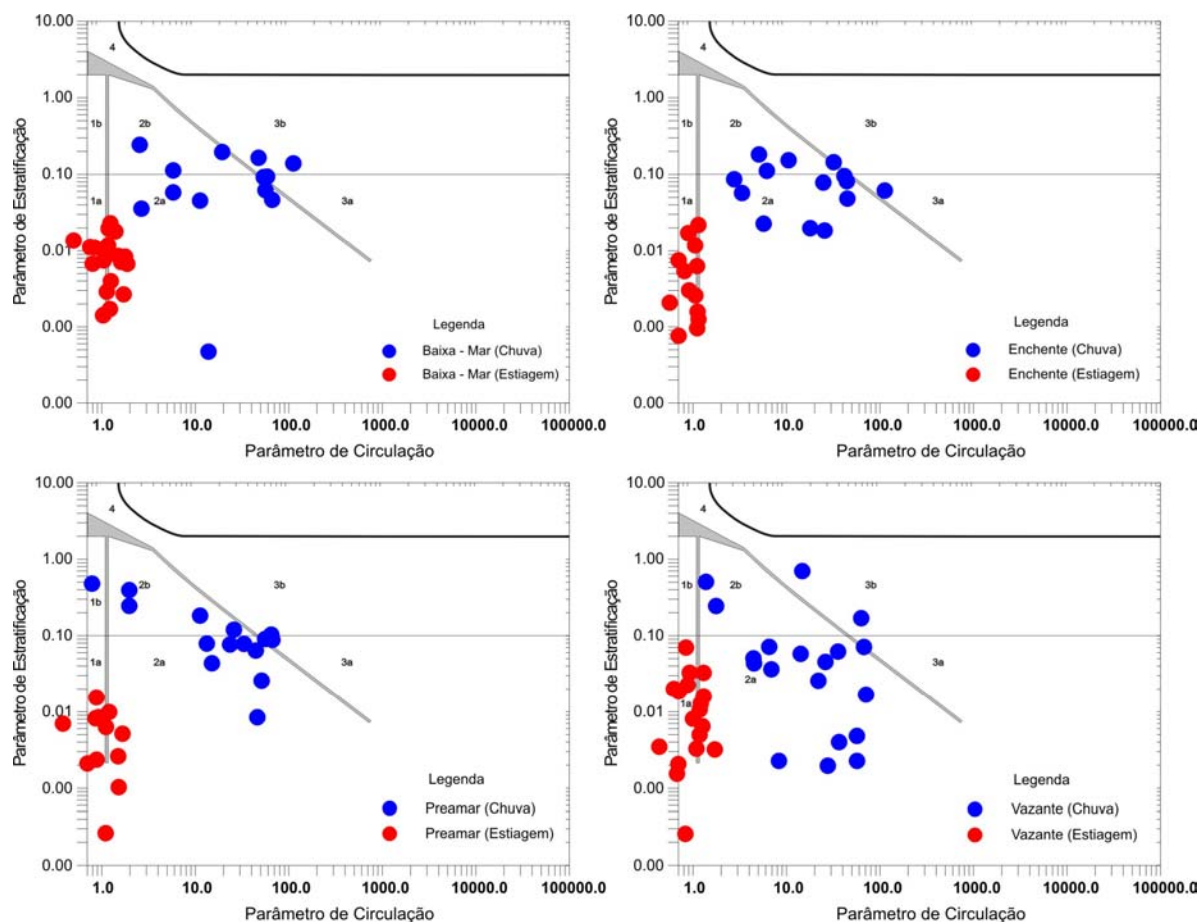 10.00
1.00
0.10
0.01
0.00
0.00
Parâmetro de Estratificação
4
1b
2b
3b
1a
2a
3a
Legenda
Baixa - Mar (Chuva)
Baixa - Mar (Estiagem)
1.0 10.0 100.0 1000.0 10000.0 100000.0
Parâmetro de Circulação
10.00
1.00
0.10
0.01
0.00
0.00
Parâmetro de Estratificação
4
1b
2b
3b
1a
2a
3a
Legenda
Enchente (Chuva)
Enchente (Estiagem)
1.0 10.0 100.0 1000.0 10000.0 100000.0
Parâmetro de Circulação
10.00
1.00
0.10
0.01
0.00
0.00
Parâmetro de Estratificação
4
2b
3b
1b
1a
2a
3a
Legenda
Preamar (Chuva)
Preamar (Estiagem)
1.0 10.0 100.0 1000.0 10000.0 100000.0
Parâmetro de Circulação
10.00
1.00
0.10
0.01
0.00
0.00
Parâmetro de Estratificação
4
1b
2b
3b
2a
3a
1a
Legenda
Vazante (Chuva)
Vazante (Estiagem)
1.0 10.0 100.0 1000.0 10000.0 100000.0
Parâmetro de Circulação